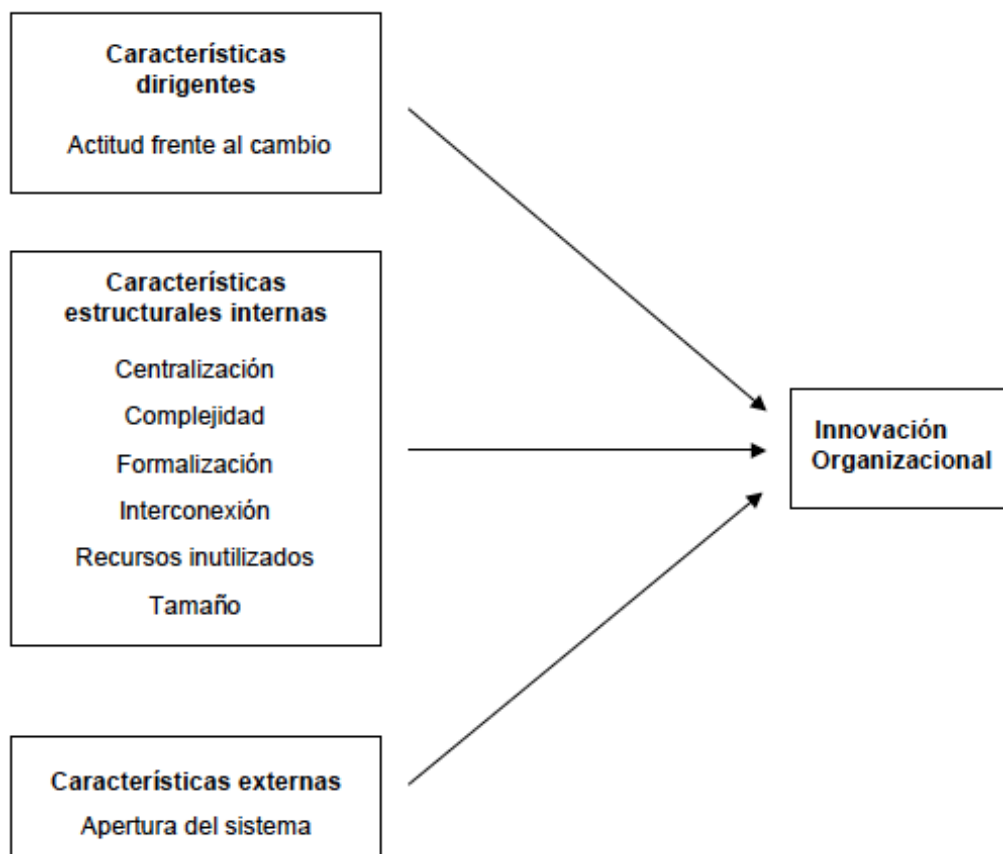 Características
dirigentes
Actitud frente al cambio
Características
estructurales internas
Centralización
Complejidad
Formalización
Interconexión
Recursos inutilizados
Tamaño
Innovación
Organizacional
Características externas
Apertura del sistema